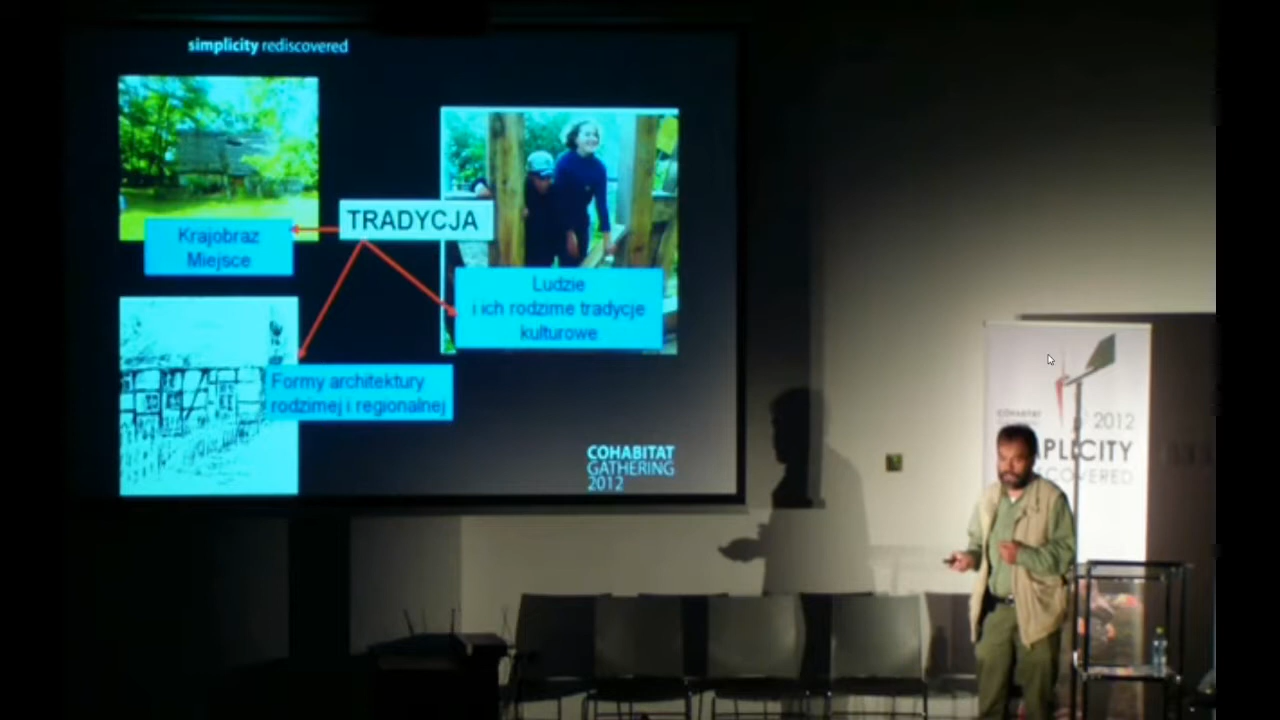 simplicity rediscovered
TRADYCJA
Krajobraz
Miejsce
Ludzie
i ich rodzime tradycje
kulturowe
Formy architektury
rodzimej i regionalnej
COHABITAT
GATHERING
2012
COHABITAT
2012
PLICITY
COVERED